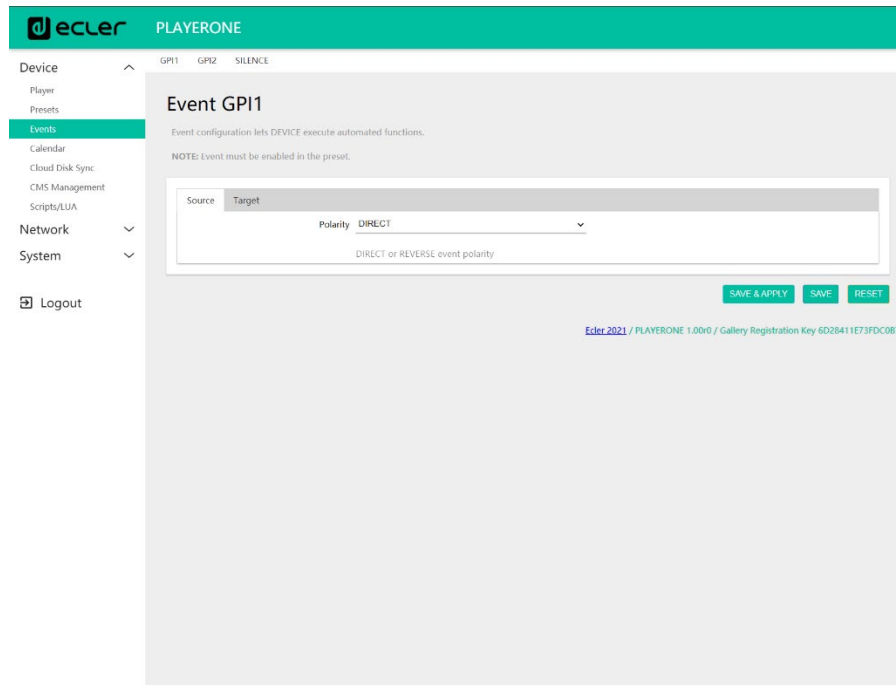 ecler
PLAYERONE
Device
Player
Presets
Events
Calendar
Cloud Disk Sync
CMS Management
Scripts/LUA
Network
System
Logout
GPI1 GPI2 SILENCE
Event GPI1
Event configuration lets DEVICE execute automated functions.
NOTE: Event must be enabled in the preset.
Source Target
Polarity DIRECT
DIRECT or REVERSE event polarity
SAVE & APPLY SAVE RESET
Ecler 2021 / PLAYERONE 1.00r0 / Gallery Registration Key